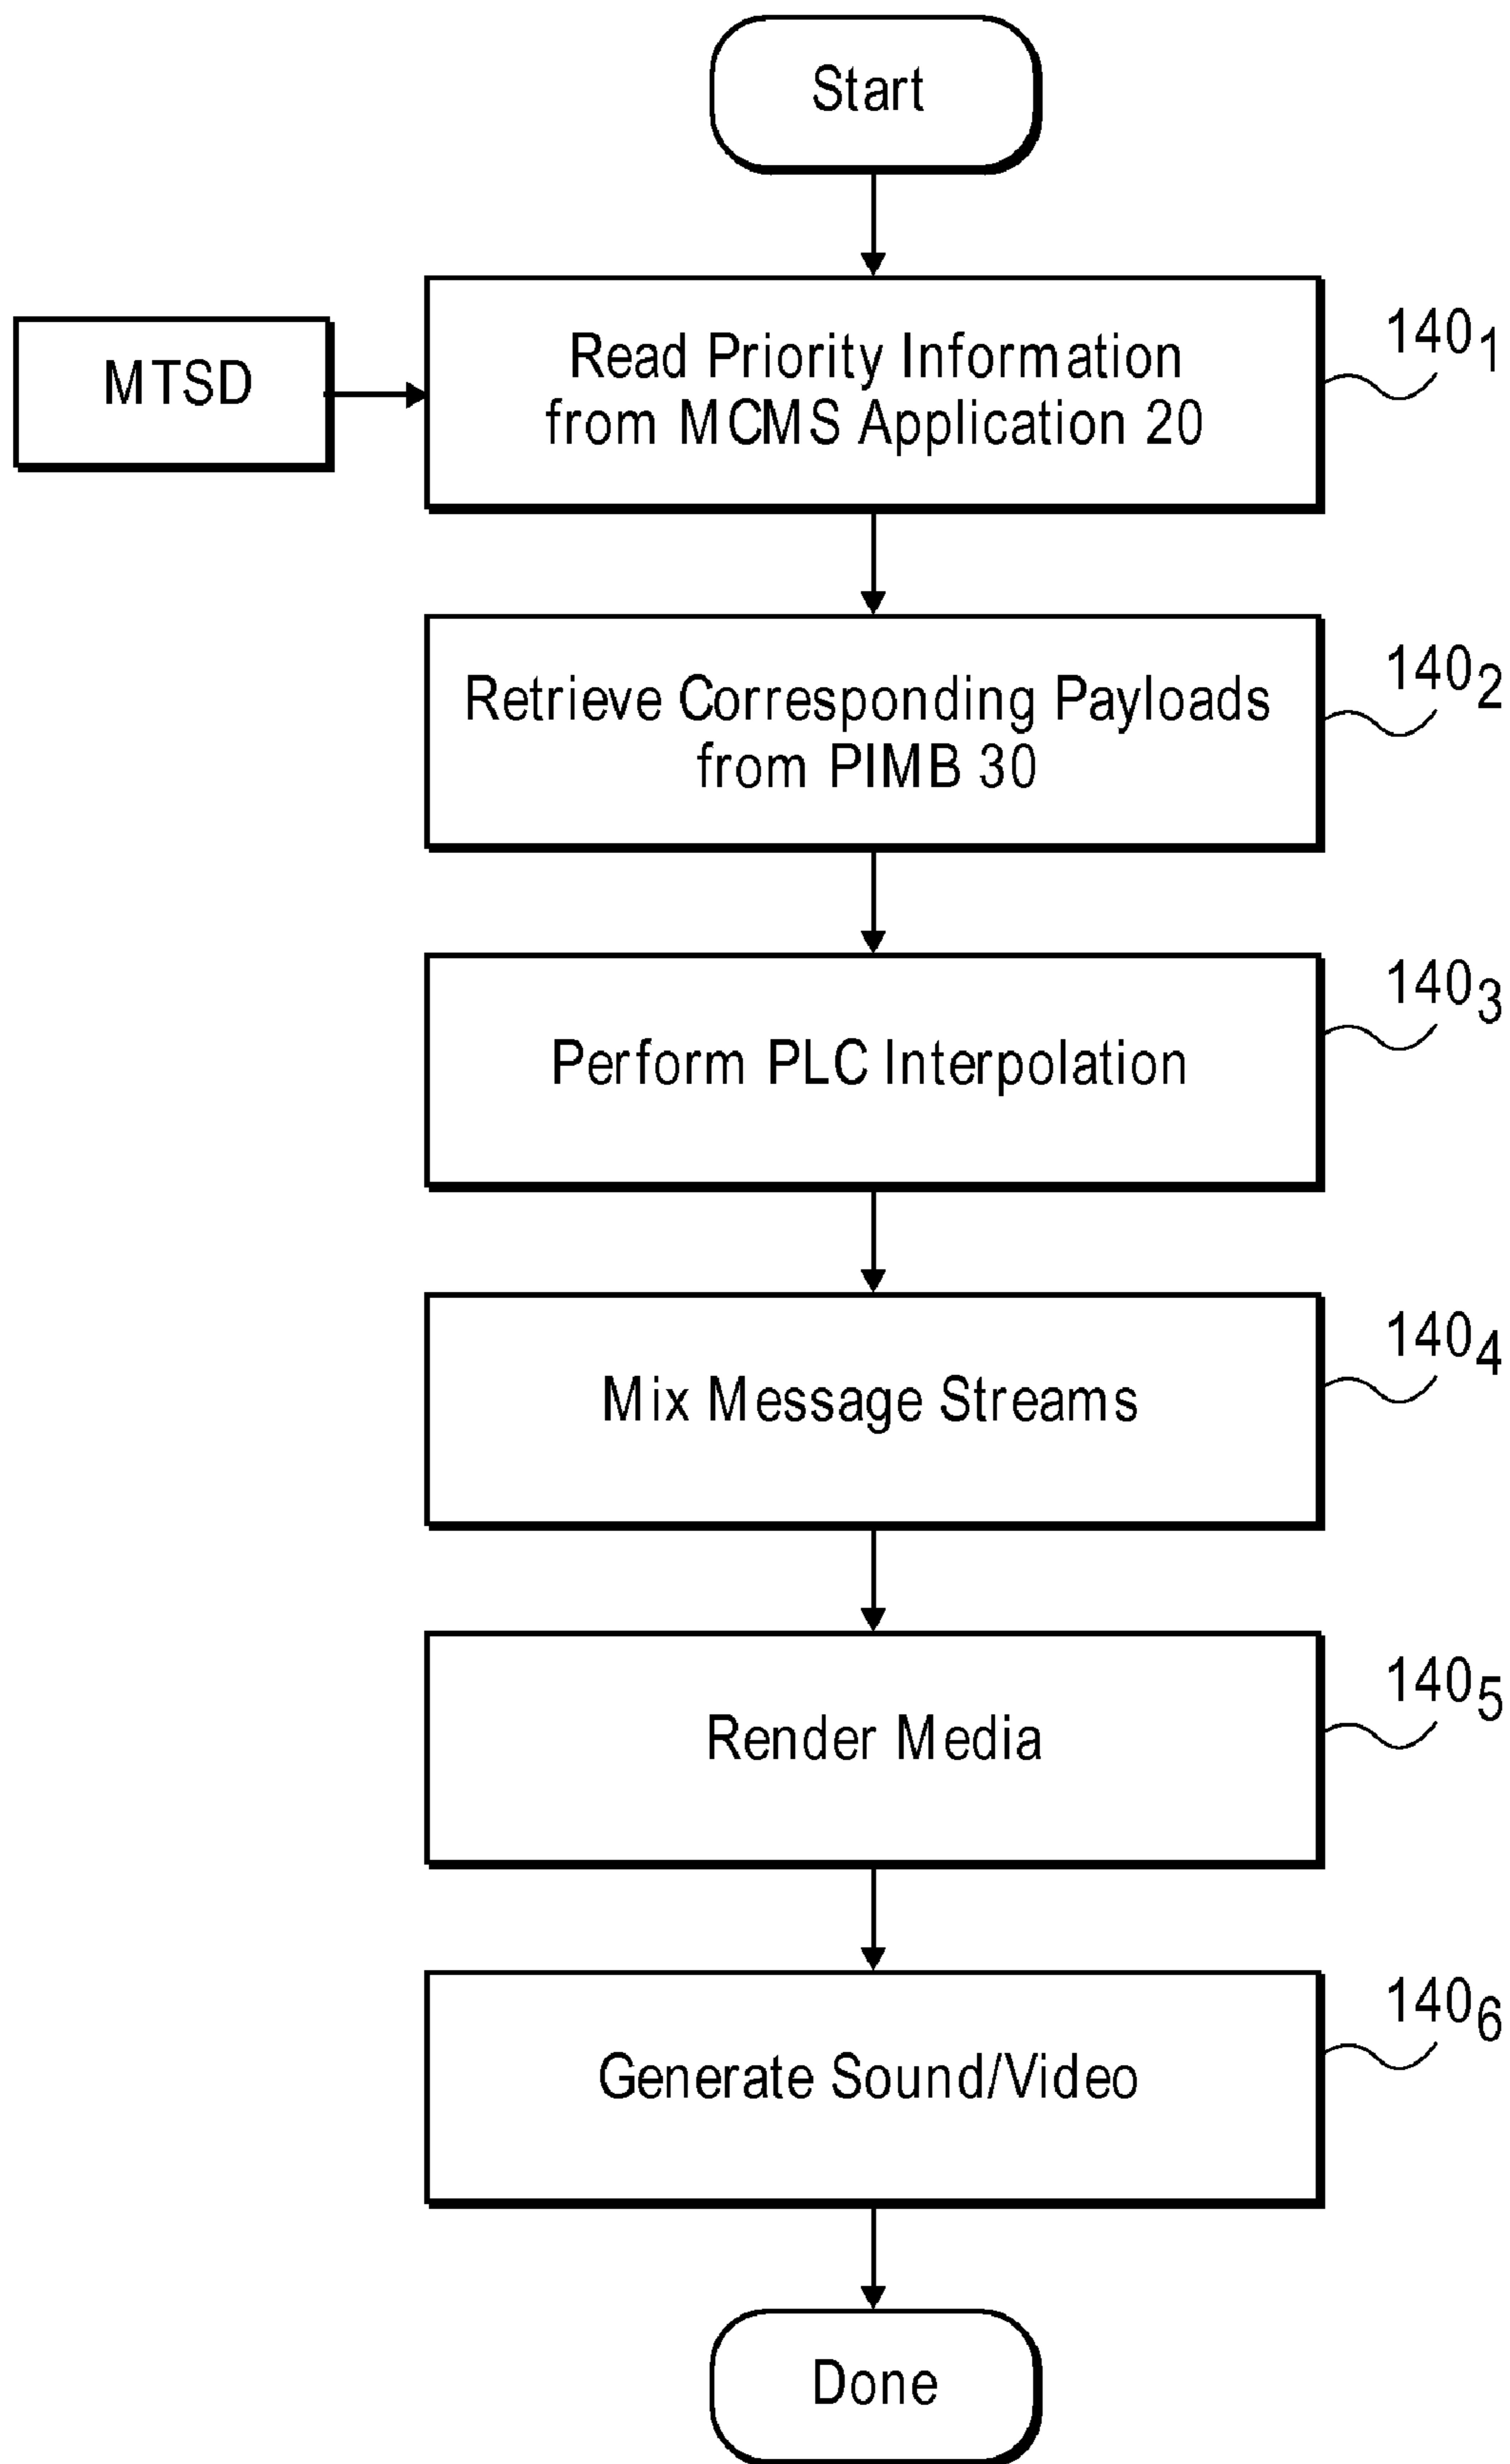 Start
MTSD
Read Priority Information
from MCMS Application 20
140₁
Retrieve Corresponding Payloads
from PIMB 30
140₂
Perform PLC Interpolation
140₃
Mix Message Streams
140₄
Render Media
140₅
Generate Sound/Video
140₆
Done